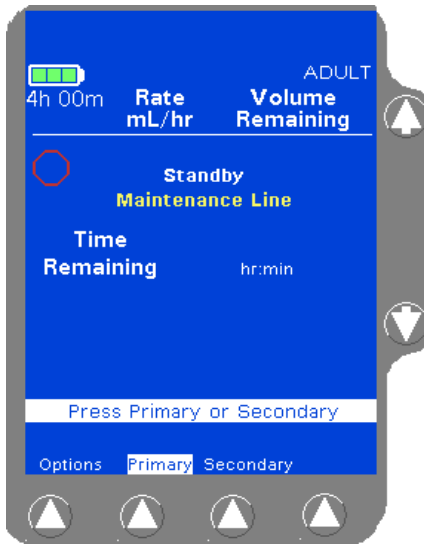 ADULT
4h 00m Rate Volume
mL/hr Remaining
Standby
Maintenance Line
Time
Remaining hr:min
Press Primary or Secondary
Options Primary Secondary